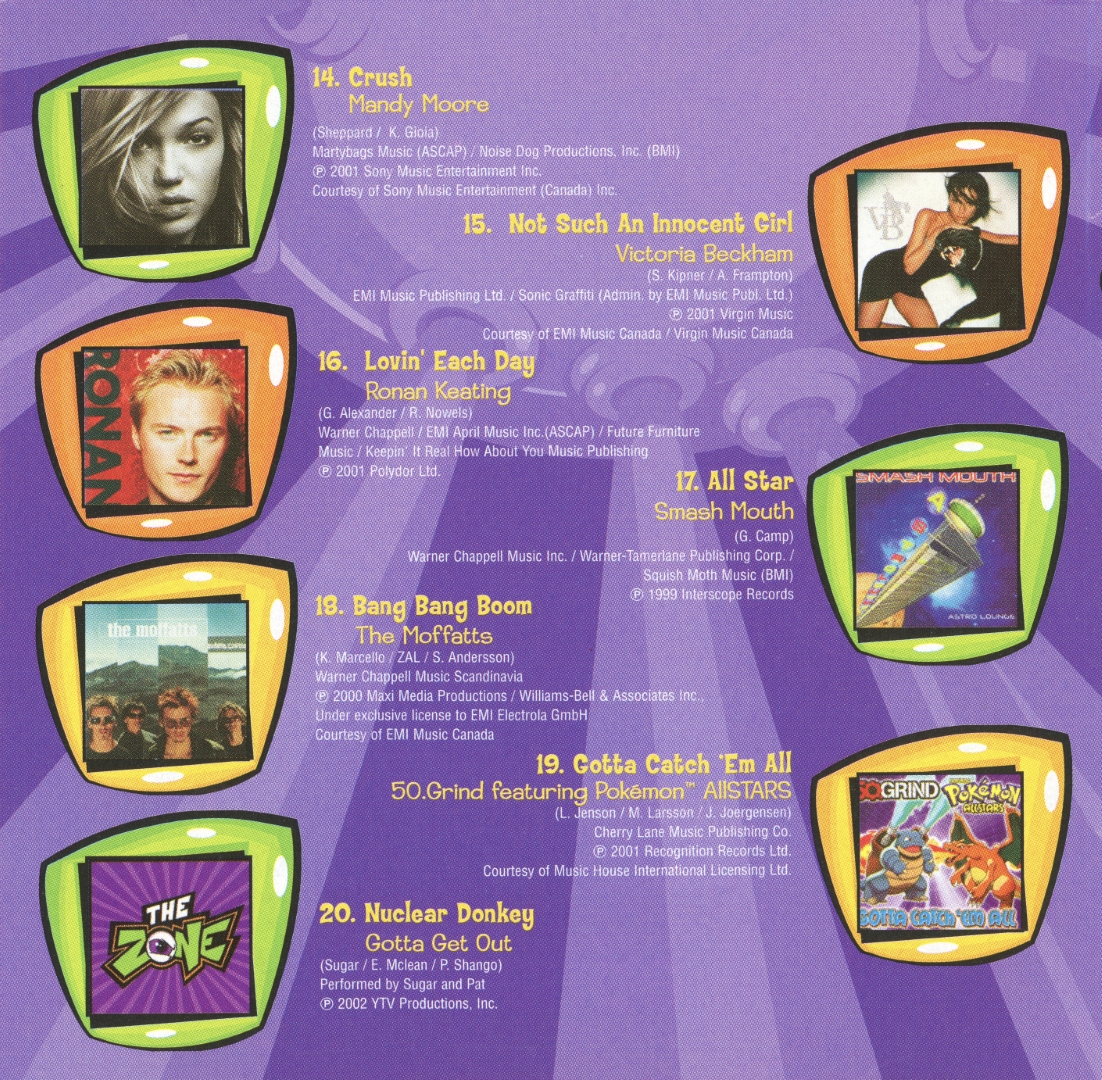 14. Crush
Mandy Moore
(Sheppard / K. Gioia)
Martybags Music (ASCAP) / Noise Dog Productions, Inc. (BMI)
℗ 2001 Sony Music Entertainment Inc.
Courtesy of Sony Music Entertainment (Canada) Inc.
15. Not Such An Innocent Girl
Victoria Beckham
(S. Kipner / A. Frampton)
EMI Music Publishing Ltd. / Sonic Graffiti (Admin. by EMI Music Publ. Ltd.)
℗ 2001 Virgin Music
Courtesy of EMI Music Canada / Virgin Music Canada
VB
RONAN
16. Lovin' Each Day
Ronan Keating
(G. Alexander / R. Nowels)
Warner Chappell / EMI April Music Inc.(ASCAP) / Future Furniture
Music / Keepin' It Real How About You Music Publishing
℗ 2001 Polydor Ltd.
17. All Star
Smash Mouth
(G. Camp)
Warner Chappell Music Inc. / Warner-Tamerlane Publishing Corp. /
Squish Moth Music (BMI)
℗ 1999 Interscope Records
SMASH MOUTH
ASTRO LOUNGE
the moffatts
18. Bang Bang Boom
The Moffatts
(K. Marcello / ZAL / S. Andersson)
Warner Chappell Music Scandinavia
℗ 2000 Maxi Media Productions / Williams-Bell & Associates Inc.,
Under exclusive license to EMI Electrola GmbH
Courtesy of EMI Music Canada
19. Gotta Catch 'Em All
50.Grind featuring Pokémon™ AllSTARS
(L. Jenson / M. Larsson / J. Joergensen)
Cherry Lane Music Publishing Co.
℗ 2001 Recognition Records Ltd.
Courtesy of Music House International Licensing Ltd.
50GRIND POKéMON
ALLSTARS
GOTTA CATCH 'EM ALL
THE
ZONE
20. Nuclear Donkey
Gotta Get Out
(Sugar / E. Mclean / P. Shango)
Performed by Sugar and Pat
℗ 2002 YTV Productions, Inc.